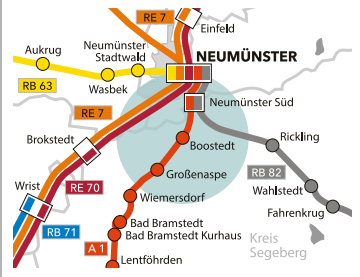 RE 7
Einfeld
Aukrug
Neumünster
Stadtwald
NEUMÜNSTER
RB 63
Wasbek
Neumünster Süd
RE 7
Brokstedt
Boostedt
Rickling
Großenaspe
RB 82
Wrist
RE 70
Wiemersdorf
Wahlstedt
Fahrenkrug
RB 71
Bad Bramstedt
Bad Bramstedt Kurhaus
A 1
Kreis
Segeberg
Lentföhrden